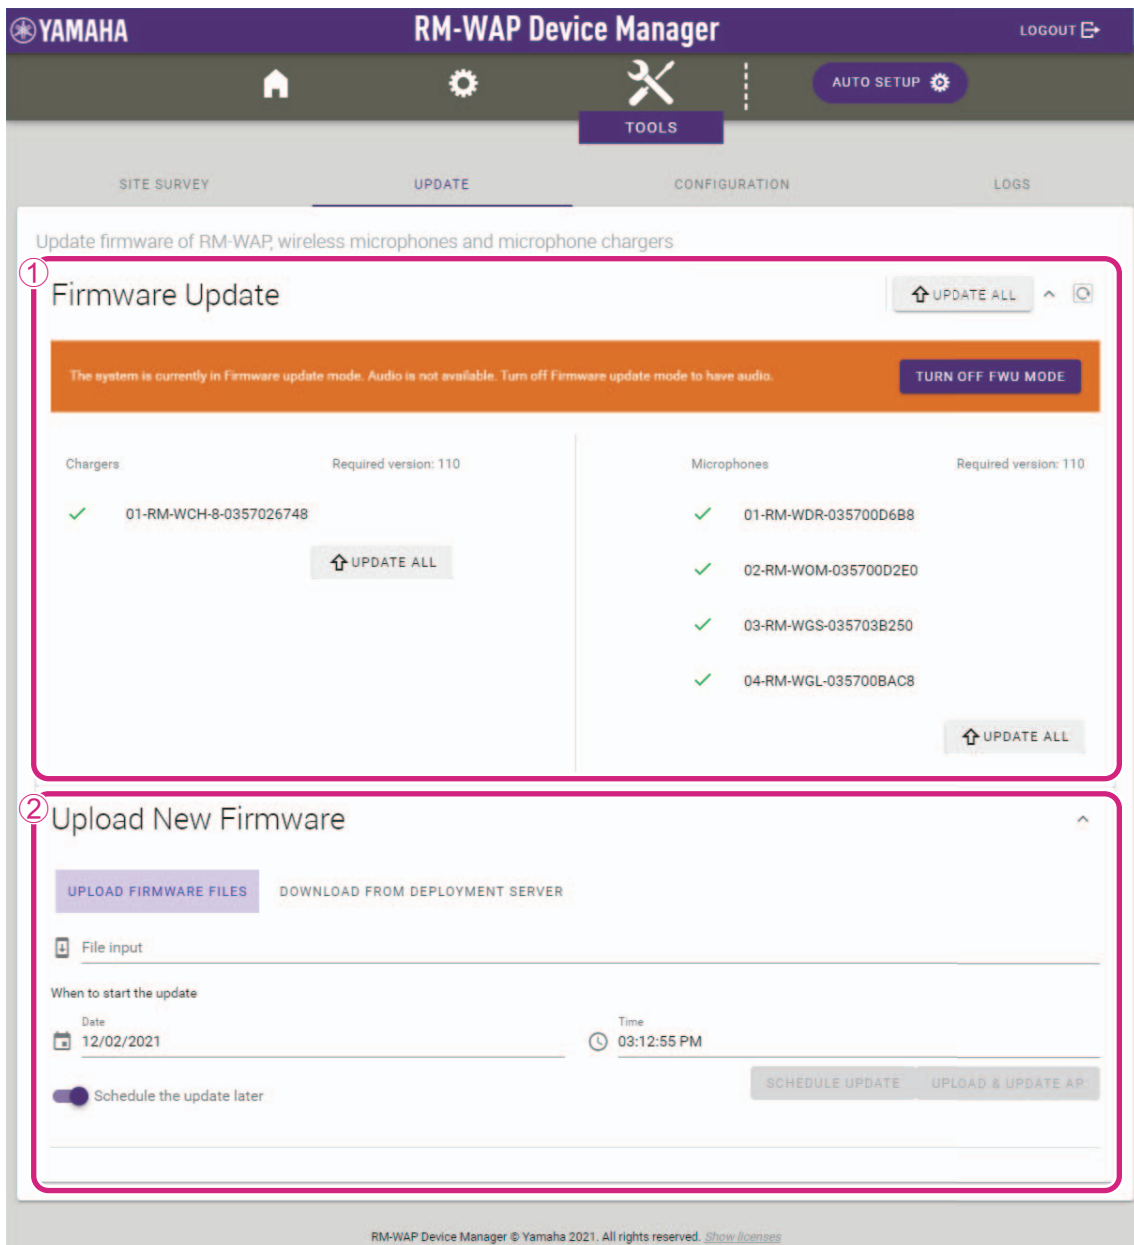 YAMAHA
RM-WAP Device Manager
LOGOUT
AUTO SETUP
TOOLS
SITE SURVEY
UPDATE
CONFIGURATION
LOGS
Update firmware of RM-WAP, wireless microphones and microphone chargers
1
Firmware Update
UPDATE ALL
The system is currently in Firmware update mode. Audio is not available. Turn off Firmware update mode to have audio.
TURN OFF FWU MODE
Chargers
Required version: 110
01-RM-WCH-8-0357026748
UPDATE ALL
Microphones
Required version: 110
01-RM-WDR-035700D6B8
02-RM-WOM-035700D2E0
03-RM-WGS-035703B250
04-RM-WGL-035700BAC8
UPDATE ALL
2
Upload New Firmware
UPLOAD FIRMWARE FILES
DOWNLOAD FROM DEPLOYMENT SERVER
File input
When to start the update
Date
12/02/2021
Time
03:12:55 PM
Schedule the update later
SCHEDULE UPDATE
UPLOAD & UPDATE AP
RM-WAP Device Manager © Yamaha 2021. All rights reserved. Show licenses